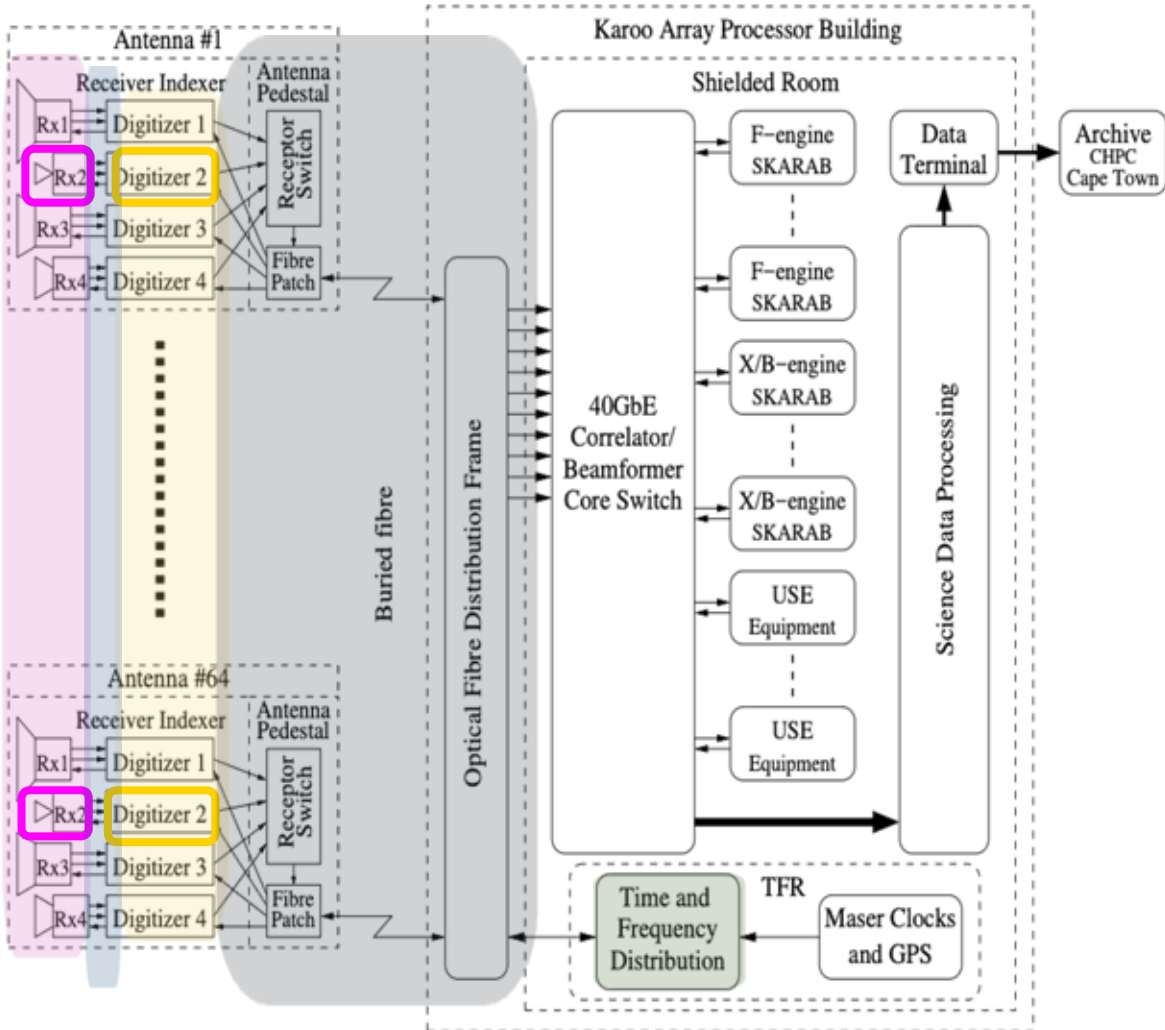 Karoo Array Processor Building
Antenna #1
Receiver Indexer
Antenna
Pedestal
Rx1
Digitizer 1
Rx2
Digitizer 2
Rx3
Digitizer 3
Rx4
Digitizer 4
Receptor
Switch
Fibre
Patch
Buried fibre
Optical Fibre Distribution Frame
Shielded Room
40GbE
Correlator/
Beamformer
Core Switch
F-engine
SKARAB
F-engine
SKARAB
X/B-engine
SKARAB
X/B-engine
SKARAB
USE
Equipment
USE
Equipment
Data
Terminal
Archive
CHPC
Cape Town
Science Data Processing
Antenna #64
Receiver Indexer
Antenna
Pedestal
Rx1
Digitizer 1
Rx2
Digitizer 2
Rx3
Digitizer 3
Rx4
Digitizer 4
Receptor
Switch
Fibre
Patch
TFR
Time and
Frequency
Distribution
Maser Clocks
and GPS